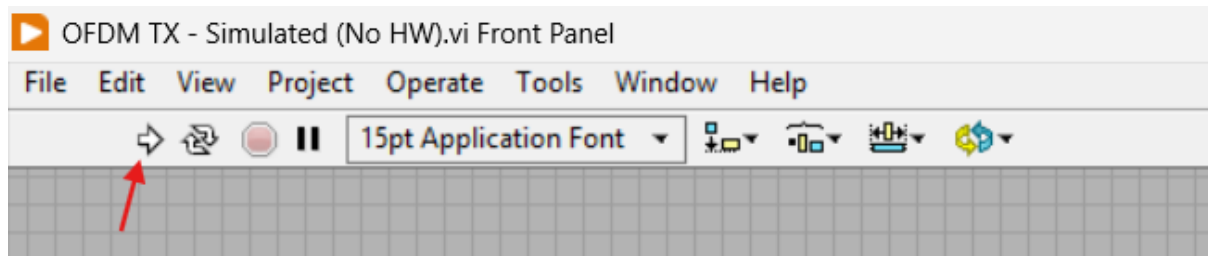 OFDM TX - Simulated (No HW).vi Front Panel
File Edit View Project Operate Tools Window Help
15pt Application Font